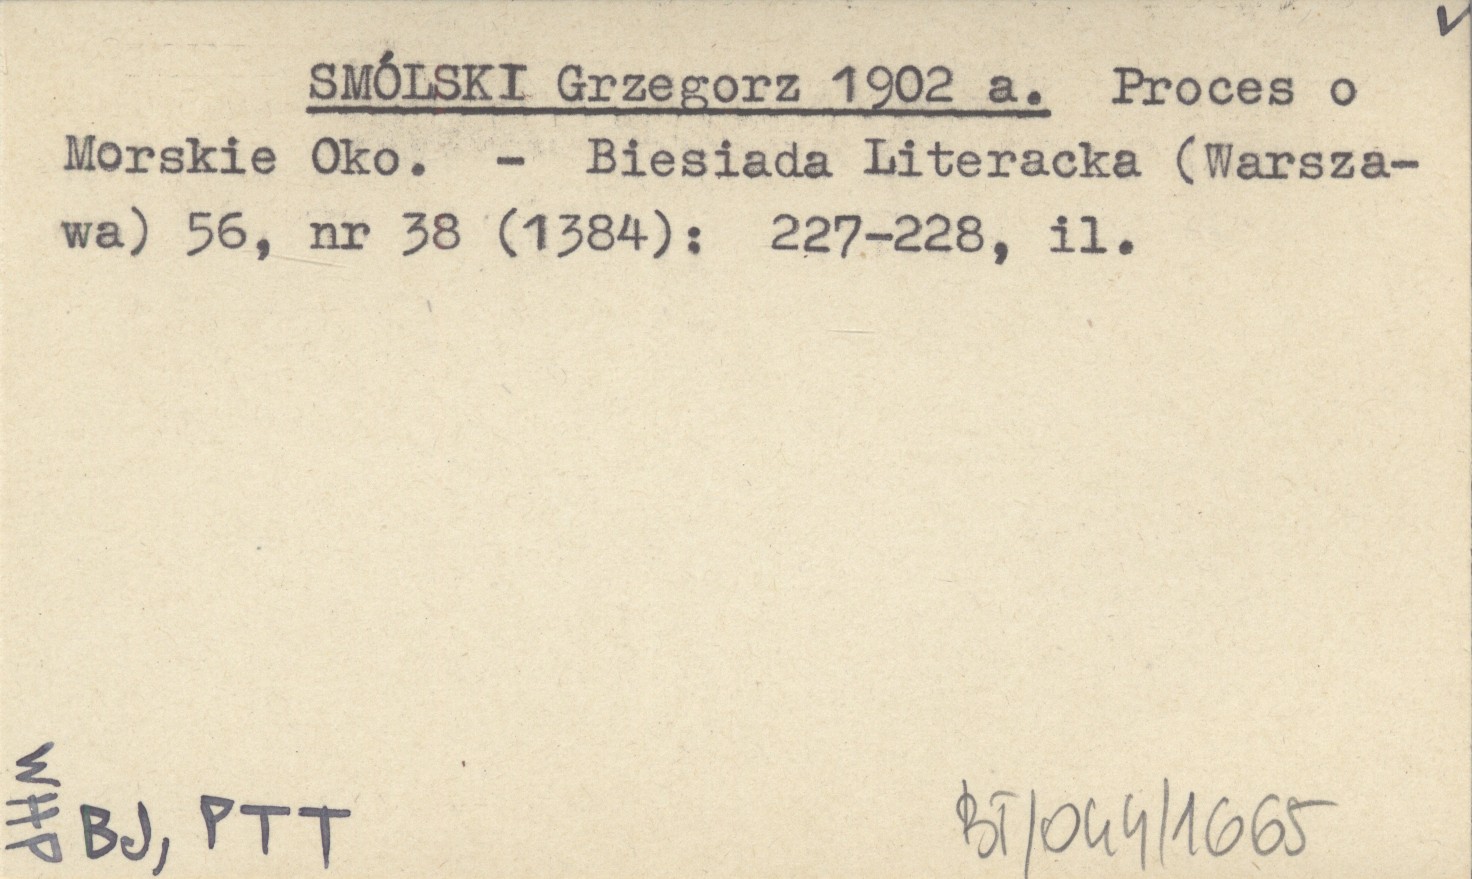 SMÓLSKI Grzegorz 1902 a. Proces o
Morskie Oko. - Biesiada Literacka (Warsza-
wa) 56, nr 38 (1384): 227-228, il.
WHP
BJ, PTT
BT/044/1665